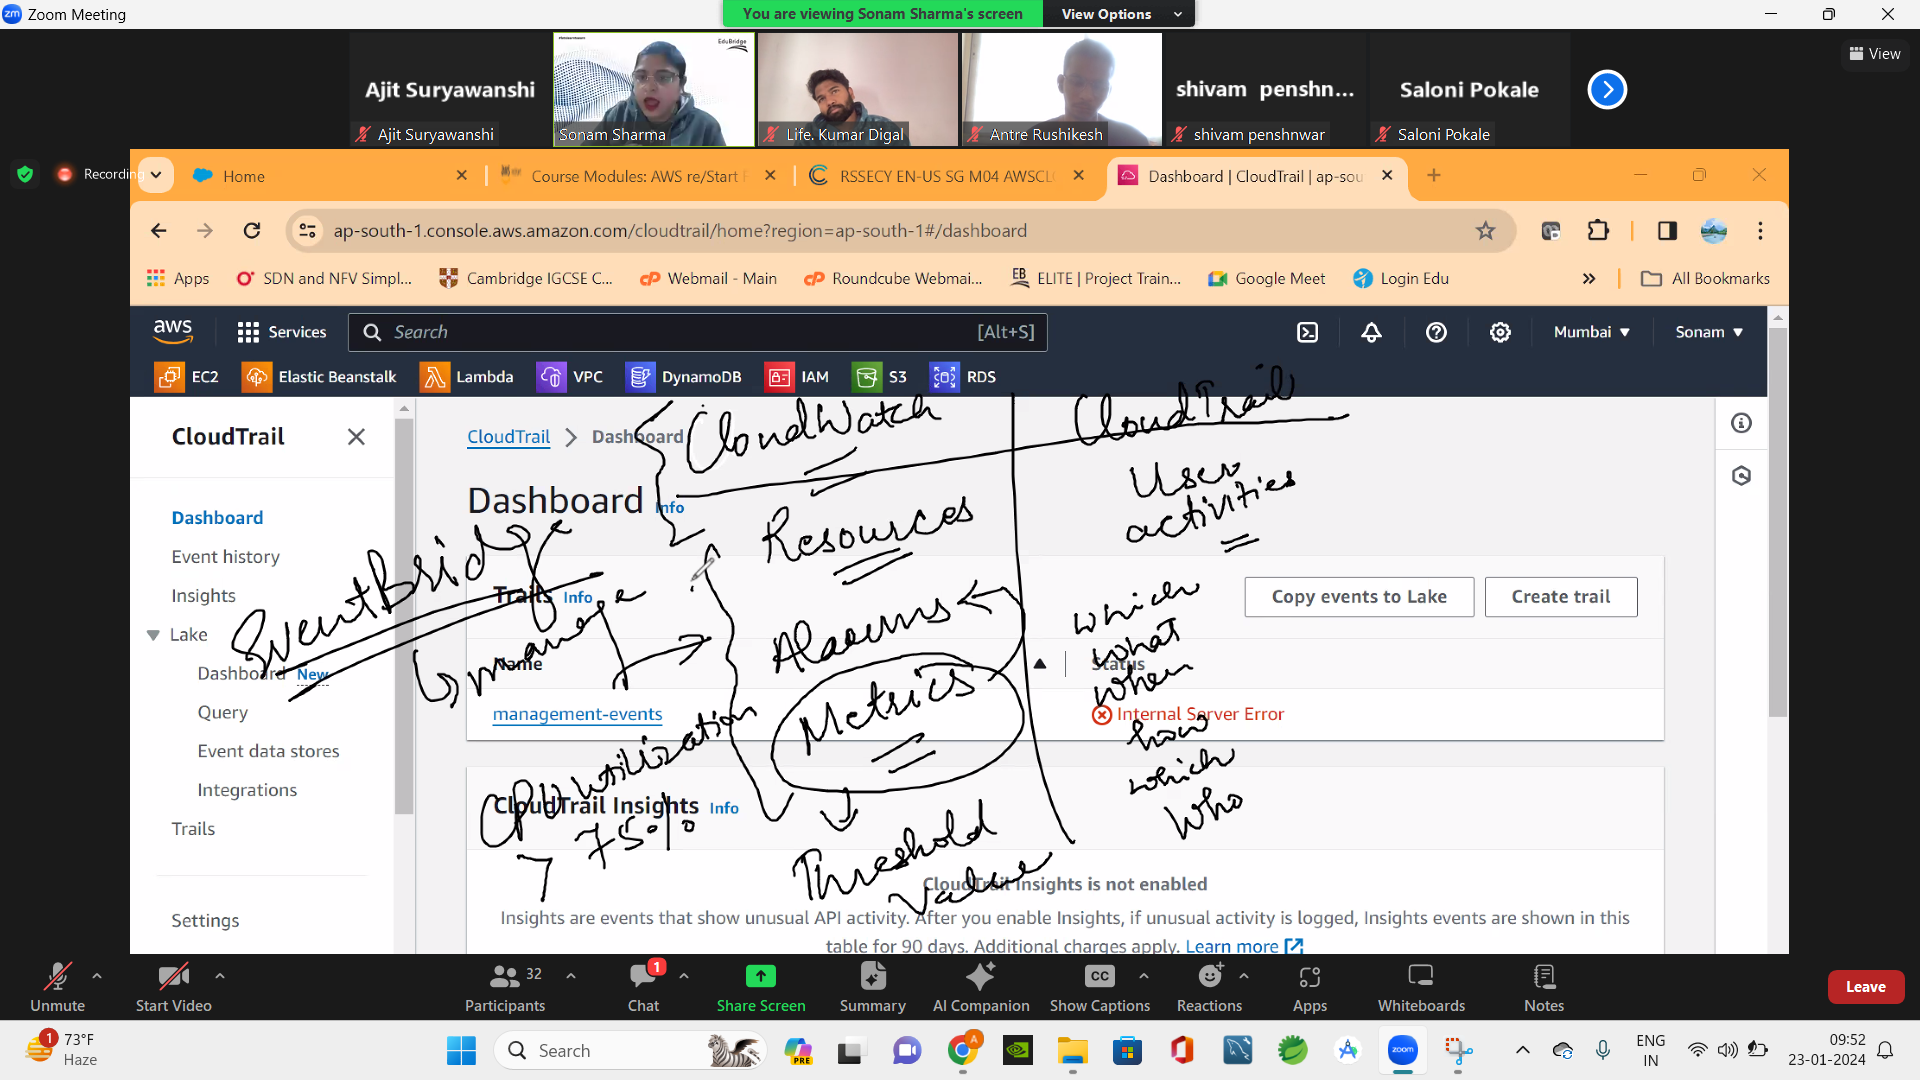 Zoom Meeting
You are viewing Sonam Sharma's screen
View Options
View
Ajit Suryawanshi
Ajit Suryawanshi
EduBridge
Sonam Sharma
Life. Kumar Digal
Antre Rushikesh
shivam penshn...
shivam penshnwar
Saloni Pokale
Saloni Pokale
Recording
Home
Course Modules: AWS re/Start
RSSECY EN-US SG M04 AWSCL
Dashboard | CloudTrail | ap-sou
ap-south-1.console.aws.amazon.com/cloudtrail/home?region=ap-south-1#/dashboard
Apps
SDN and NFV Simpl...
Cambridge IGCSE C...
Webmail - Main
Roundcube Webmai...
ELITE | Project Train...
Google Meet
Login Edu
All Bookmarks
aws
Services
Search
[Alt+S]
Mumbai
Sonam
EC2
Elastic Beanstalk
Lambda
VPC
DynamoDB
IAM
S3
RDS
CloudTrail
Dashboard
Event history
Insights
Lake
Dashboard
New
Query
Event data stores
Integrations
Trails
Settings
CloudTrail
Dashboard
Dashboard
Info
Trails
Info
Copy events to Lake
Create trail
Name
Status
management-events
Internal Server Error
CloudTrail Insights
Info
CloudTrail Insights is not enabled
Insights are events that show unusual API activity. After you enable Insights, if unusual activity is logged, Insights events are shown in this
table for 90 days. Additional charges apply. Learn more
CloudWatch
Resources
Alarms
Metrics
Threshold
Value
CloudTrail
User
activities
which
what
when
how
which
who
EventBridge
manage
CPU utilization
75%
Unmute
Start Video
Participants
32
Chat
1
Share Screen
Summary
AI Companion
CC
Show Captions
Reactions
Apps
Whiteboards
Notes
Leave
1
73°F
Haze
Search
PRE
A
zoom
ENG
IN
09:52
23-01-2024